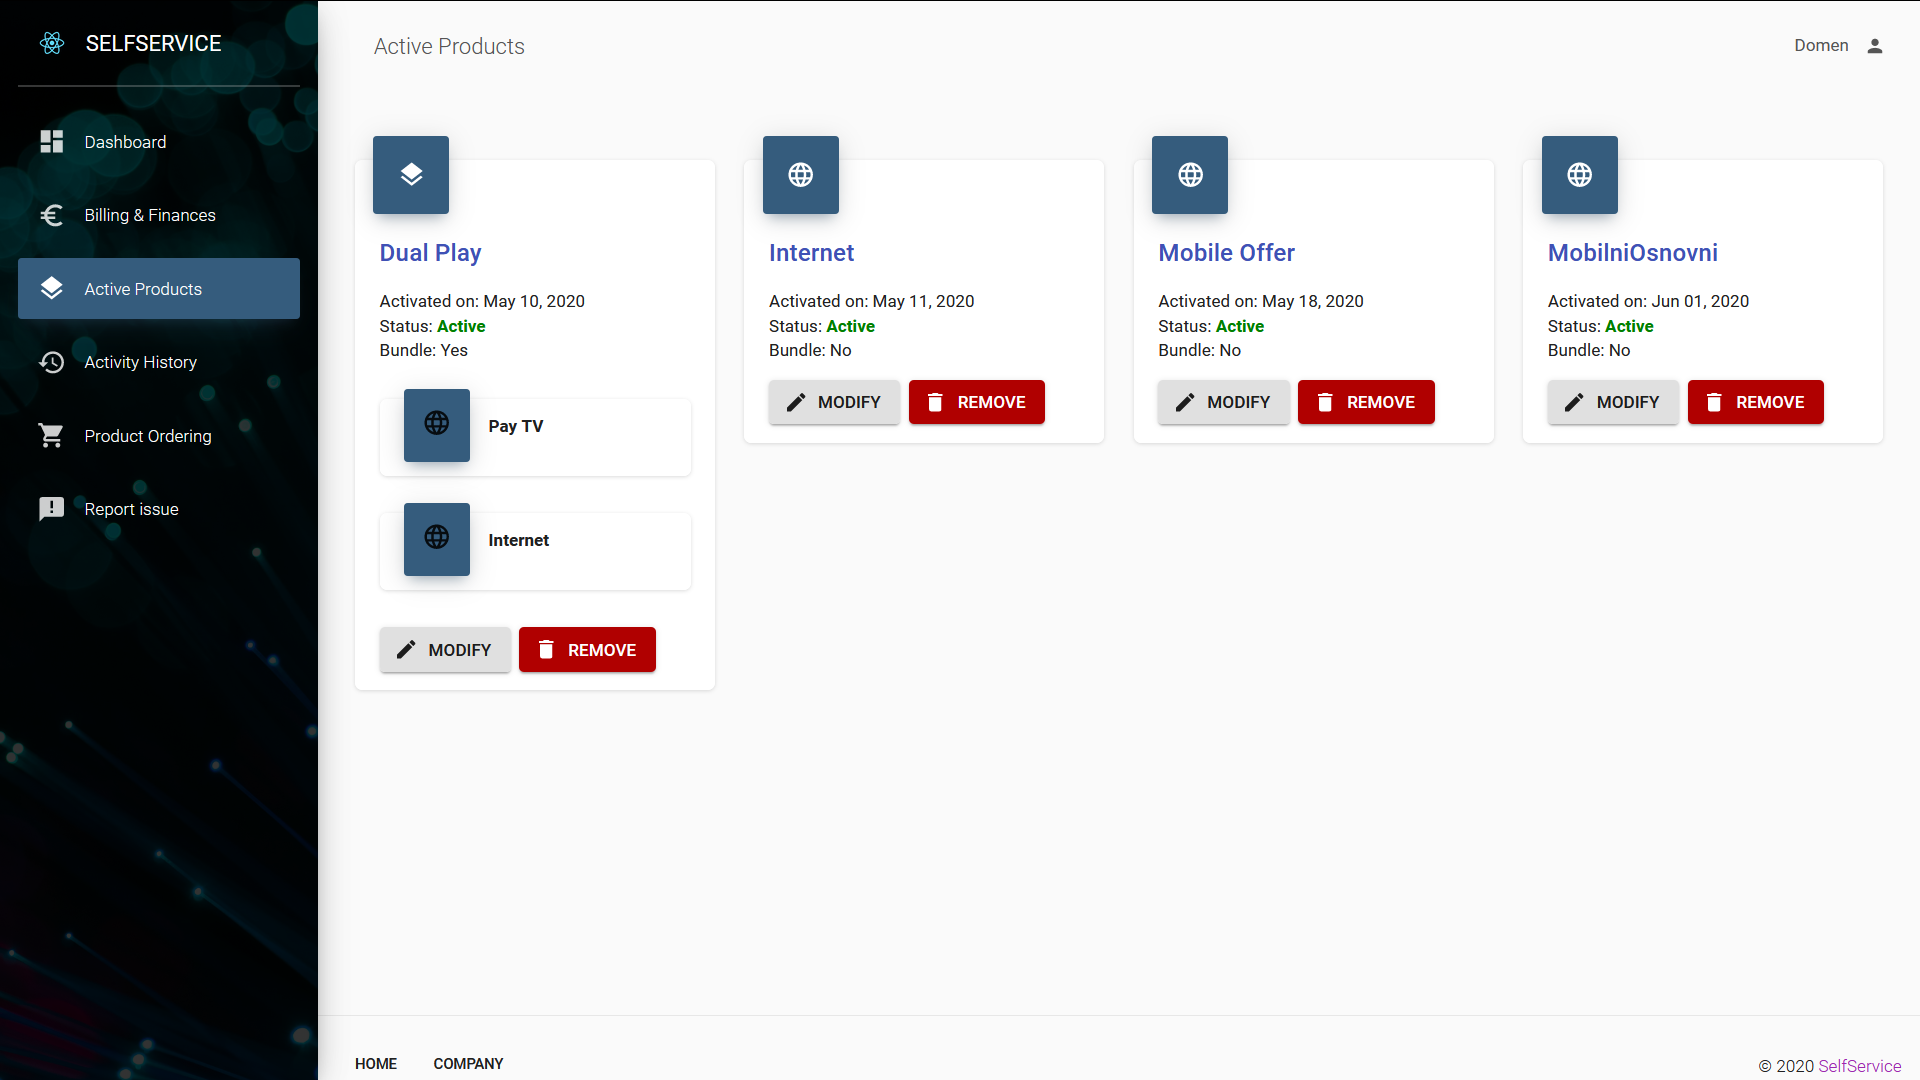 SELFSERVICE
Dashboard
Billing & Finances
Active Products
Activity History
Product Ordering
Report issue
Active Products
Domen
Dual Play
Activated on: May 10, 2020
Status: Active
Bundle: Yes
Pay TV
Internet
MODIFY
REMOVE
Internet
Activated on: May 11, 2020
Status: Active
Bundle: No
MODIFY
REMOVE
Mobile Offer
Activated on: May 18, 2020
Status: Active
Bundle: No
MODIFY
REMOVE
MobilniOsnovni
Activated on: Jun 01, 2020
Status: Active
Bundle: No
MODIFY
REMOVE
HOME
COMPANY
© 2020 SelfService